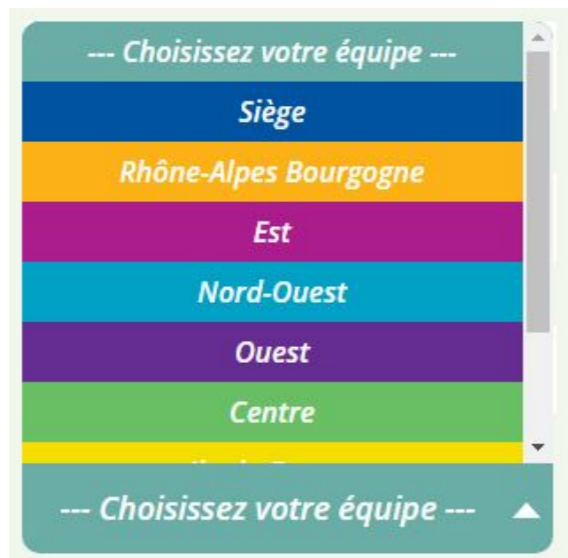 --- Choisissez votre équipe ---
Siège
Rhône-Alpes Bourgogne
Est
Nord-Ouest
Ouest
Centre
--- Choisissez votre équipe ---